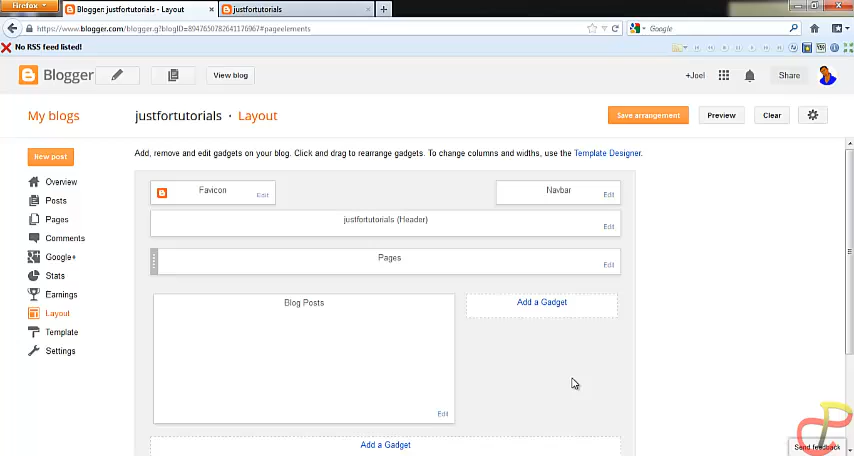 Firefox
Blogger: justfortutorials - Layout
justfortutorials
https://www.blogger.com/blogger.g?blogID=8947650782641176967#pageelements
Google
No RSS feed listed!
Blogger
View blog
+Joel
Share
My blogs
justfortutorials · Layout
Save arrangement
Preview
Clear
New post
Add, remove and edit gadgets on your blog. Click and drag to rearrange gadgets. To change columns and widths, use the Template Designer.
Overview
Posts
Pages
Comments
Google+
Stats
Earnings
Layout
Template
Settings
Favicon
Edit
Navbar
Edit
justfortutorials (Header)
Edit
Pages
Edit
Blog Posts
Edit
Add a Gadget
Add a Gadget
Send feedback